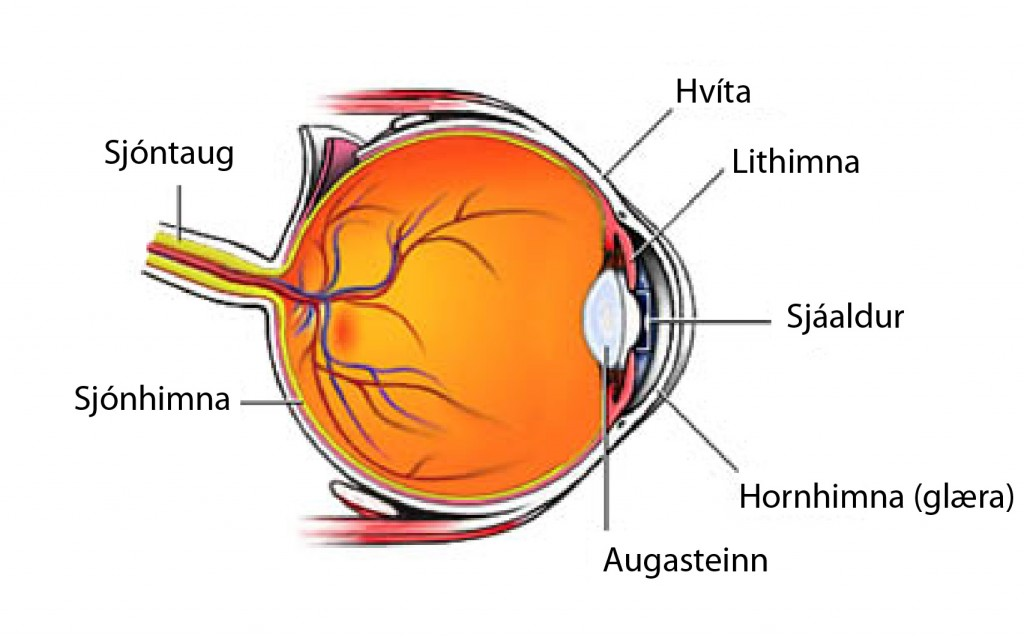 Hvíta
Sjóntaug
Lithimna
Sjáaldur
Sjónhimna
Hornhimna (glæra)
Augasteinn